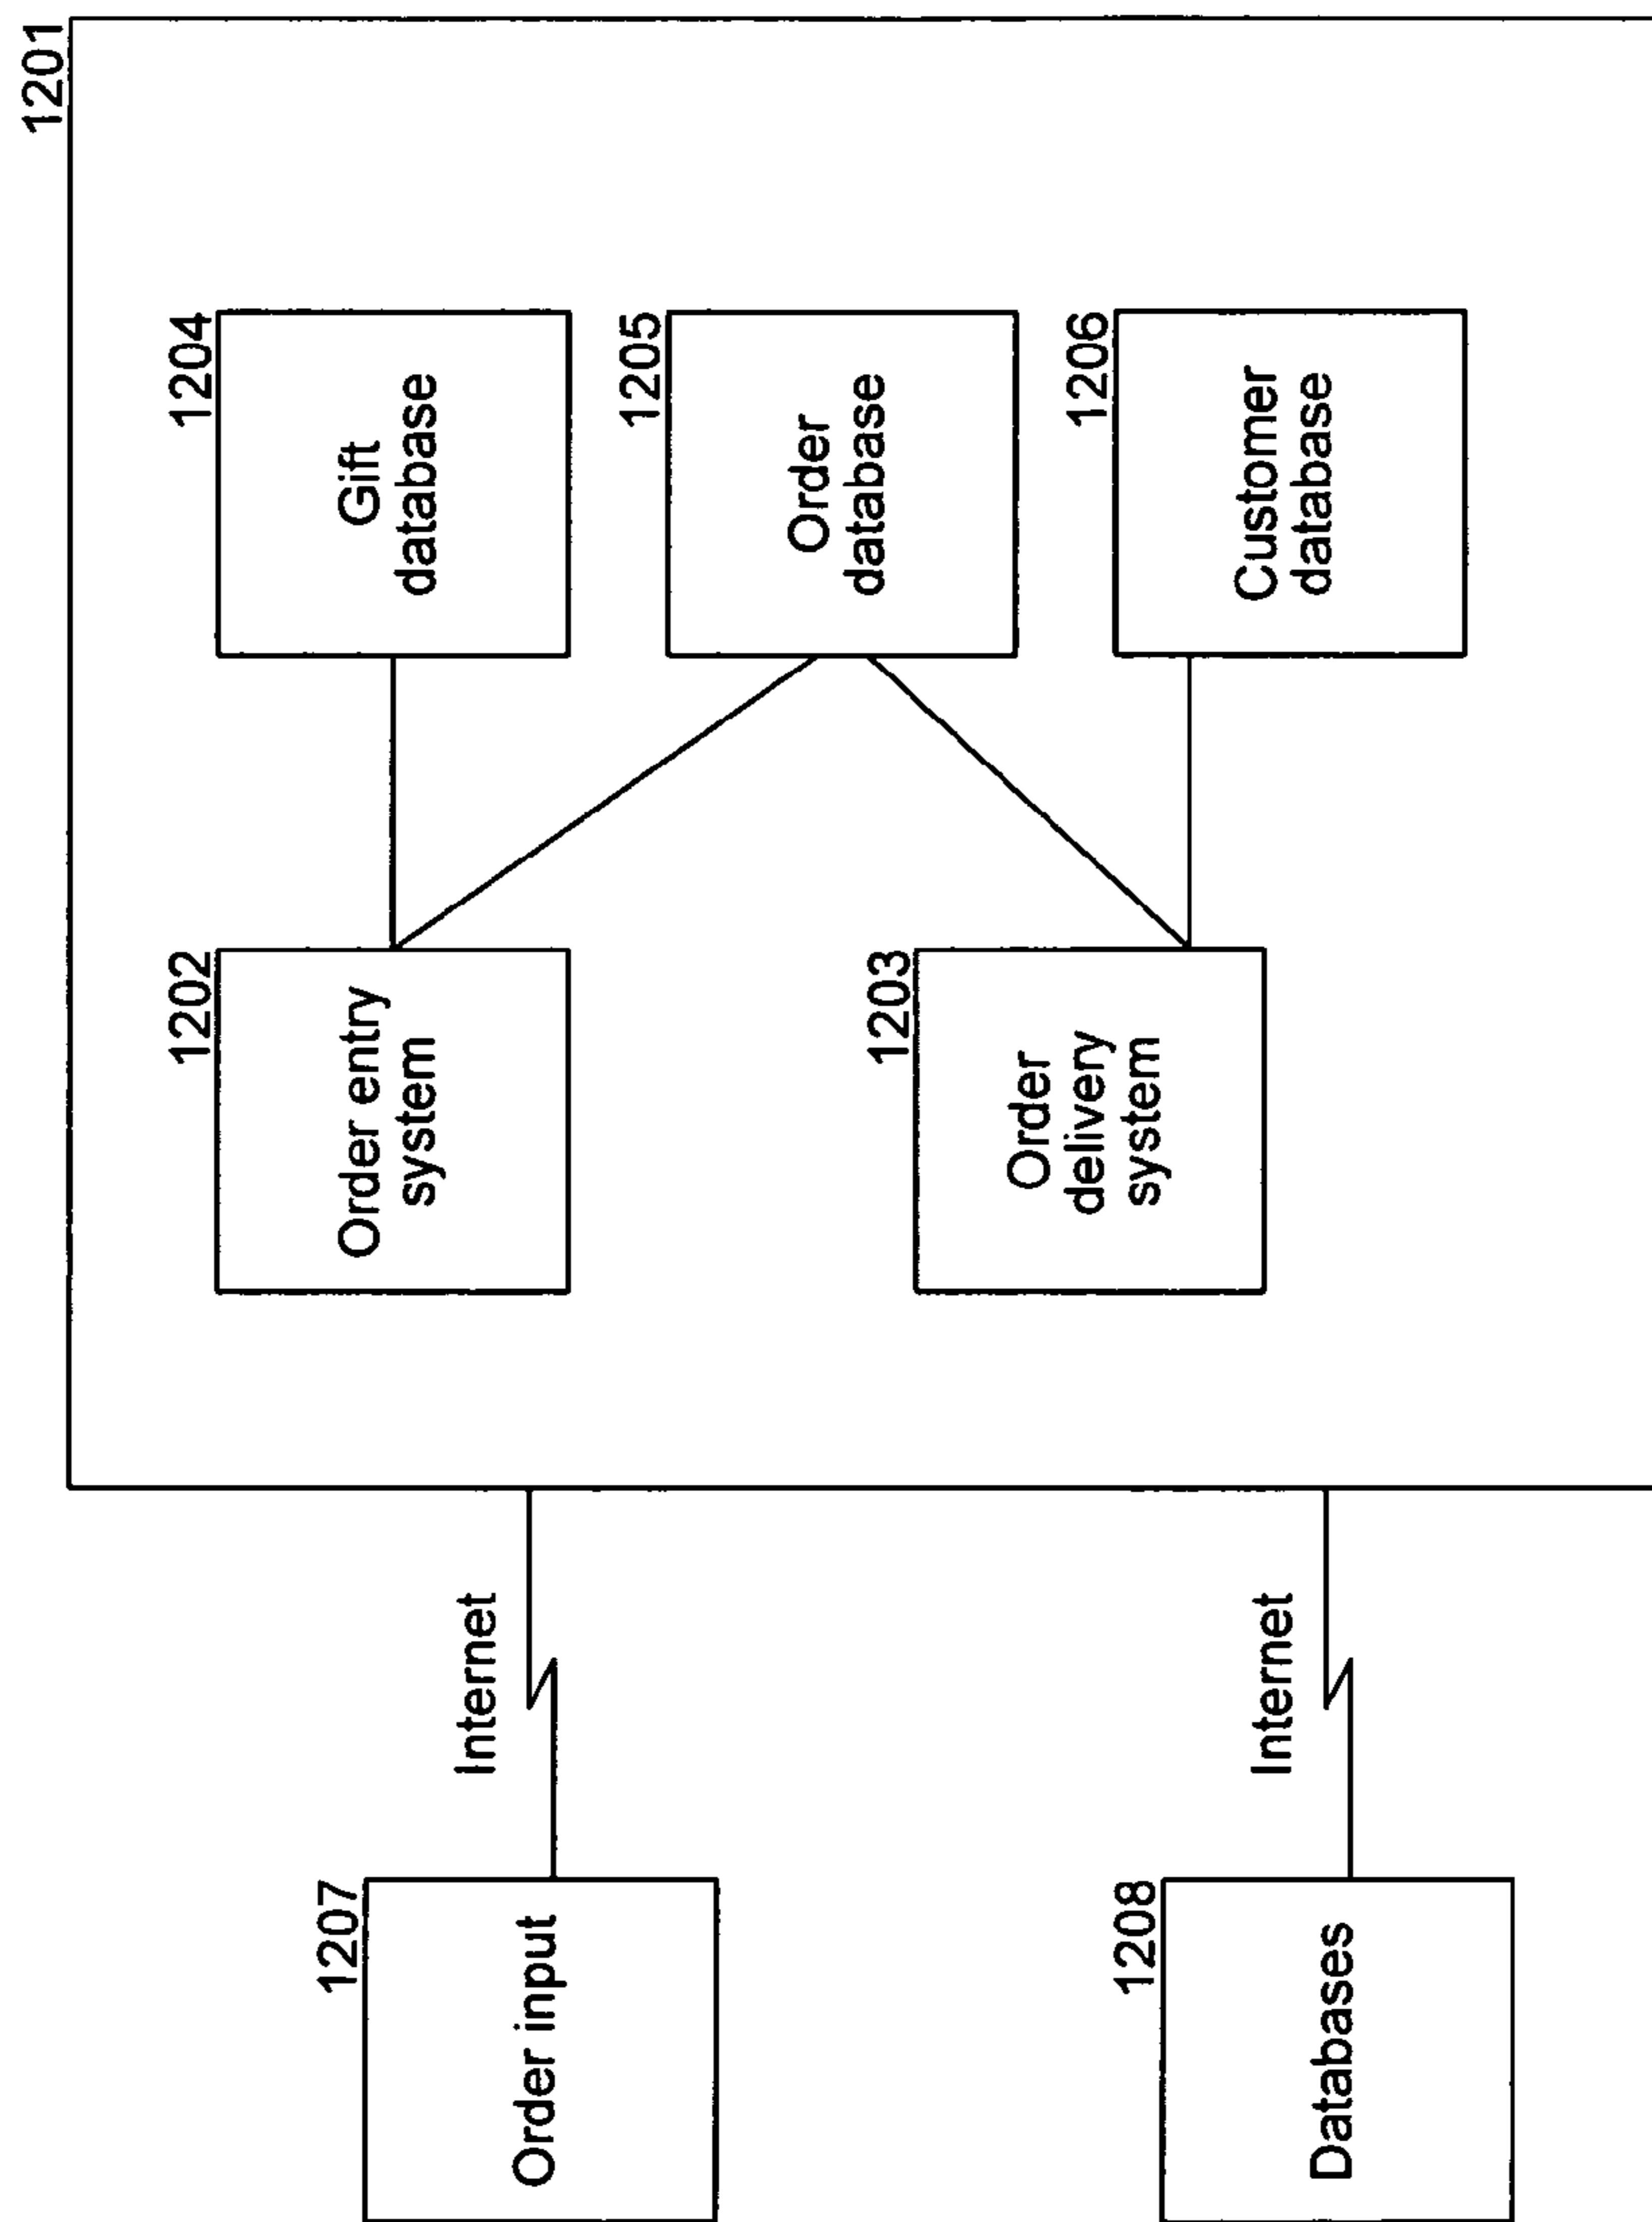 1201
1202
Order entry
system
1204
Gift
database
1207
Order input
Internet
1205
Order
database
1203
Order
delivery
system
1206
Customer
database
1208
Databases
Internet